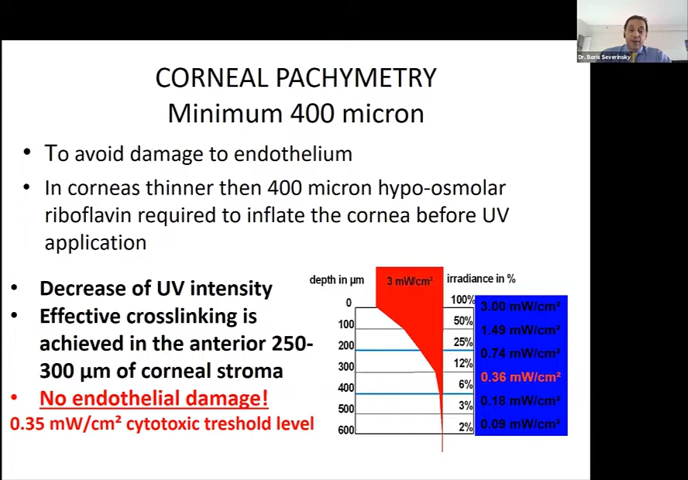 Dr. Boris Severinsky
CORNEAL PACHYMETRY
Minimum 400 micron
• To avoid damage to endothelium
• In corneas thinner then 400 micron hypo-osmolar
riboflavin required to inflate the cornea before UV
application
• Decrease of UV intensity
• Effective crosslinking is
achieved in the anterior 250-
300 µm of corneal stroma
• No endothelial damage!
0.35 mW/cm² cytotoxic treshold level
depth in µm 3 mW/cm² irradiance in %
0 100% 3.00 mW/cm²
100 50% 1.49 mW/cm²
200 25% 0.74 mW/cm²
300 12% 0.36 mW/cm²
400 6% 0.18 mW/cm²
500 3% 0.09 mW/cm²
600 2%